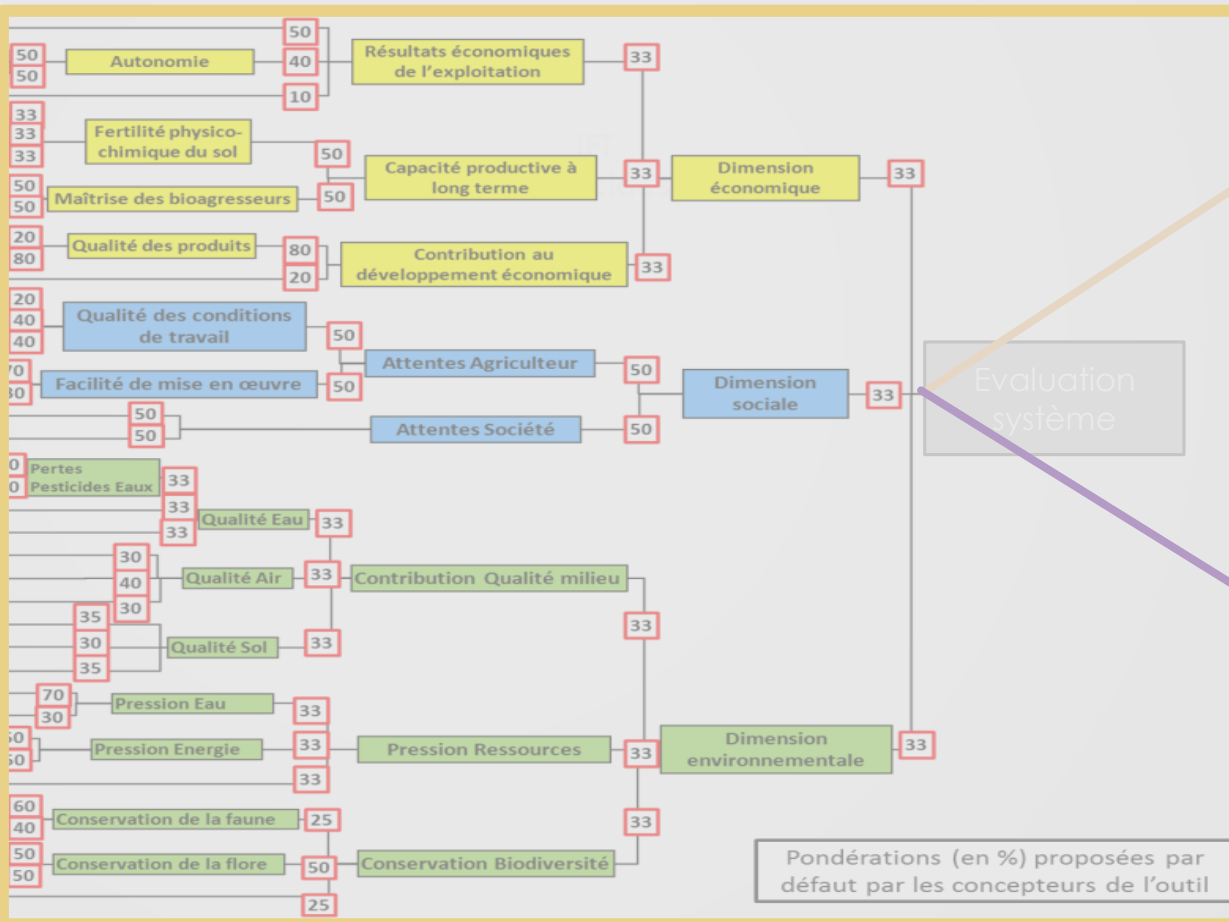 50
50
Autonomie
40
50
10
Résultats économiques
de l'exploitation
33
33
33
33
Fertilité physico-
chimique du sol
50
50
50
Maîtrise des bioagresseurs
50
Capacité productive à
long terme
33
Dimension
économique
33
20
80
Qualité des produits
80
20
Contribution au
développement économique
33
20
40
40
Qualité des conditions
de travail
50
Facilité de mise en œuvre
50
Attentes Agriculteur
50
50
50
Attentes Société
50
Dimension
sociale
33
Evaluation
système
Pertes
Pesticides Eaux
33
33
33
Qualité Eau
33
30
40
30
Qualité Air
33
35
30
35
Qualité Sol
33
Contribution Qualité milieu
33
70
30
Pression Eau
33
Pression Energie
33
33
Pression Ressources
33
Dimension
environnementale
33
60
40
Conservation de la faune
25
50
50
Conservation de la flore
50
25
Conservation Biodiversité
33
Pondérations (en %) proposées par
défaut par les concepteurs de l'outil